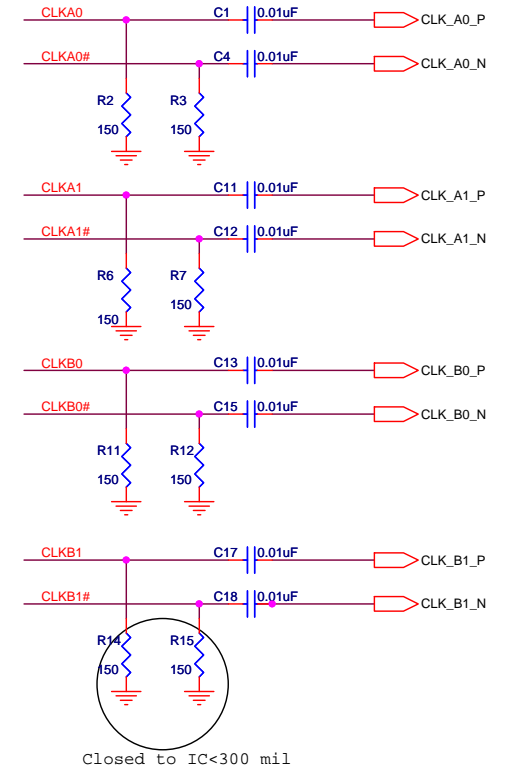 CLKA0 C1 0.01uF CLK_A0_P
CLKA0# C4 0.01uF CLK_A0_N
R2 R3
150 150
CLKA1 C11 0.01uF CLK_A1_P
CLKA1# C12 0.01uF CLK_A1_N
R6 R7
150 150
CLKB0 C13 0.01uF CLK_B0_P
CLKB0# C15 0.01uF CLK_B0_N
R11 R12
150 150
CLKB1 C17 0.01uF CLK_B1_P
CLKB1# C18 0.01uF CLK_B1_N
R14 R15
150 150
Closed to IC<300 mil